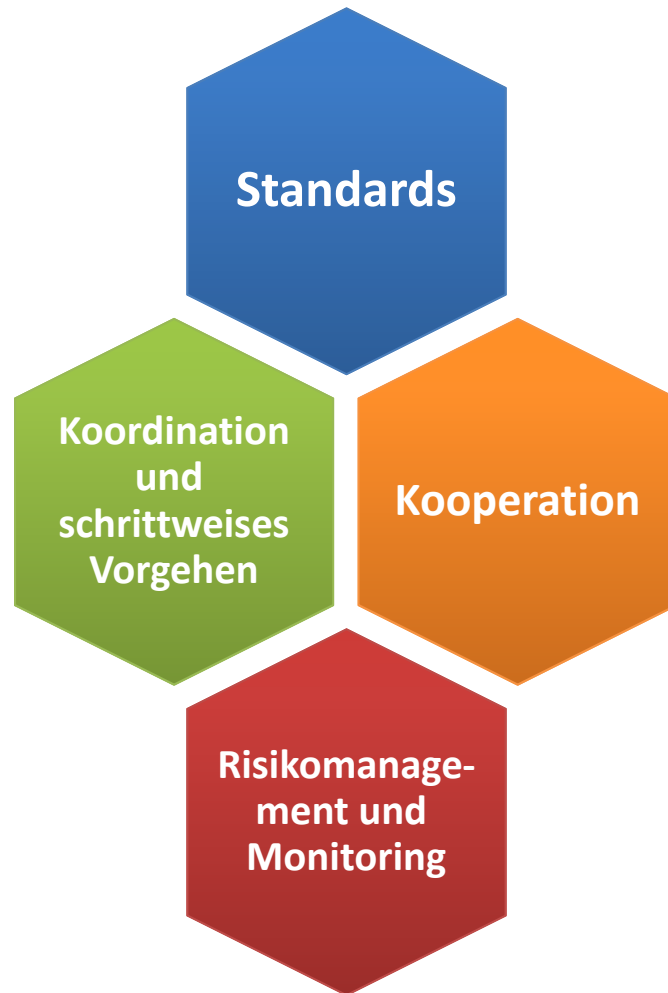 Standards
Koordination
und
schrittweises
Vorgehen
Kooperation
Risikomanage-
ment und
Monitoring